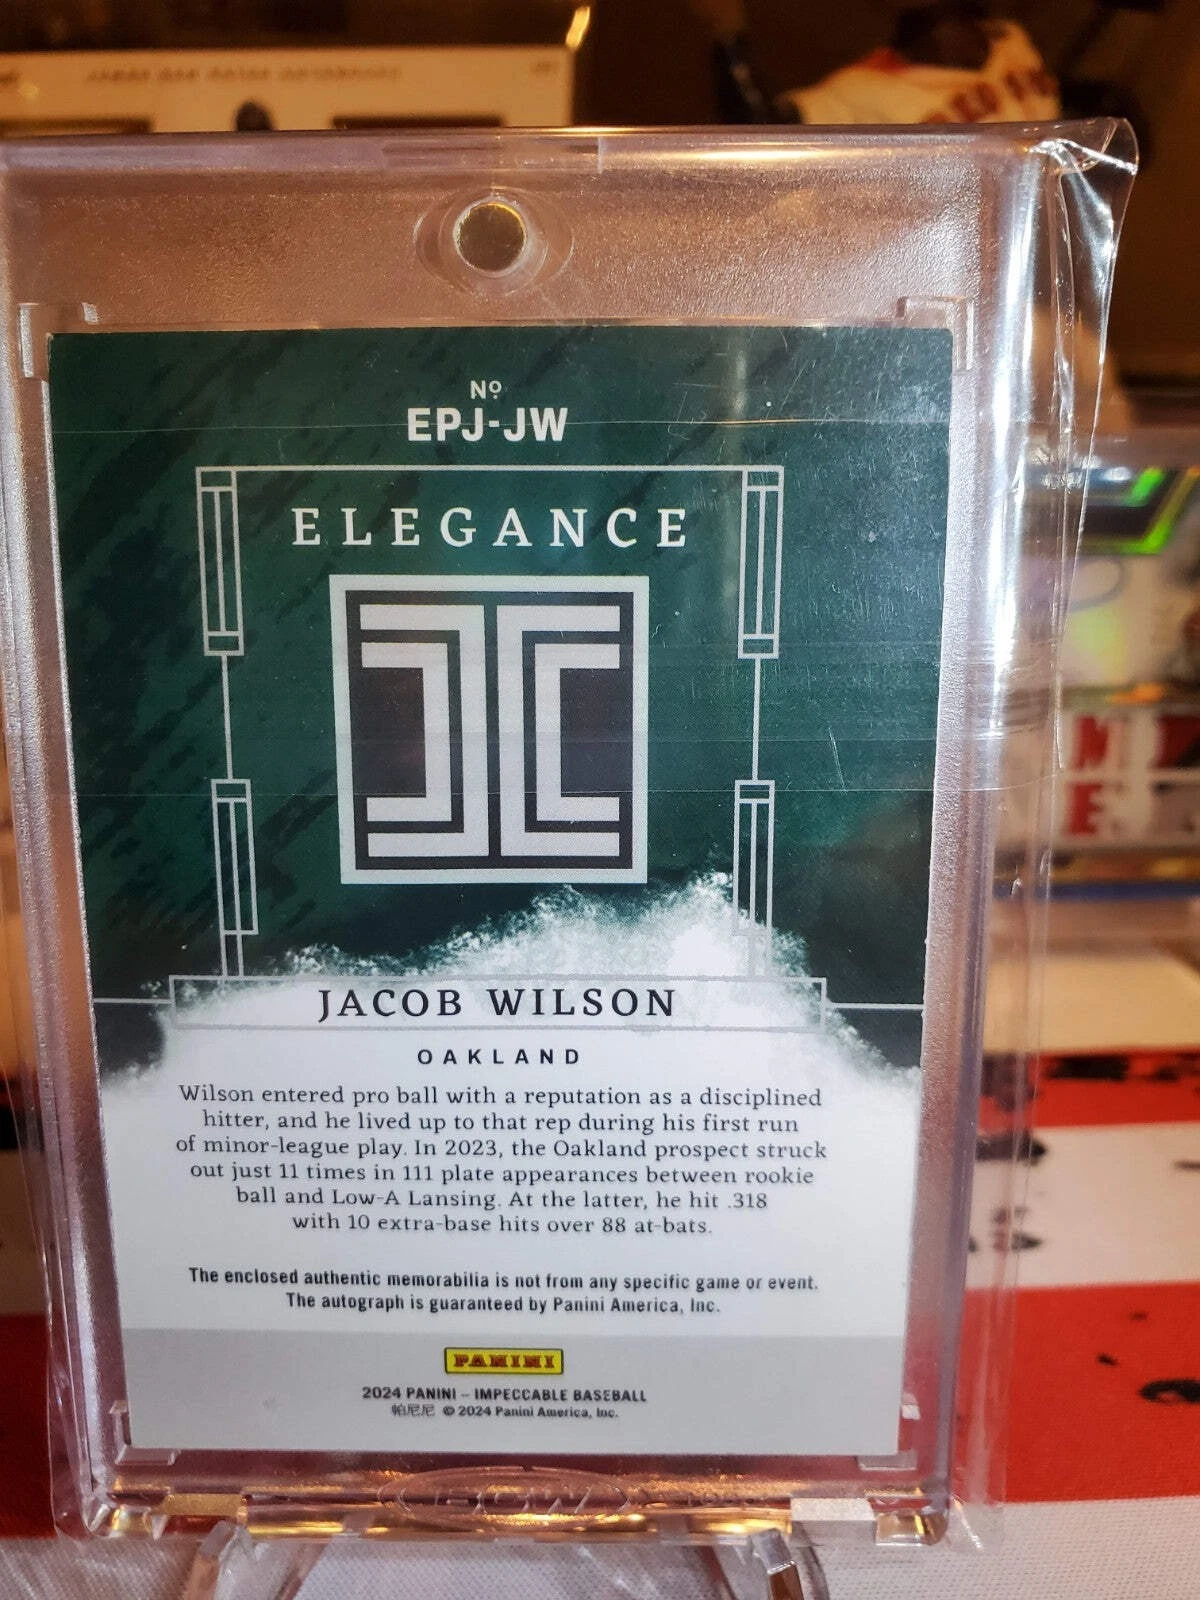 Nº
EPJ-JW
ELEGANCE
JACOB WILSON
OAKLAND
Wilson entered pro ball with a reputation as a disciplined
hitter, and he lived up to that rep during his first run
of minor-league play. In 2023, the Oakland prospect struck
out just 11 times in 111 plate appearances between rookie
ball and Low-A Lansing. At the latter, he hit .318
with 10 extra-base hits over 88 at-bats.
The enclosed authentic memorabilia is not from any specific game or event.
The autograph is guaranteed by Panini America, Inc.
PANINI
2024 PANINI – IMPECCABLE BASEBALL
帕尼尼 © 2024 Panini America, Inc.
BCW